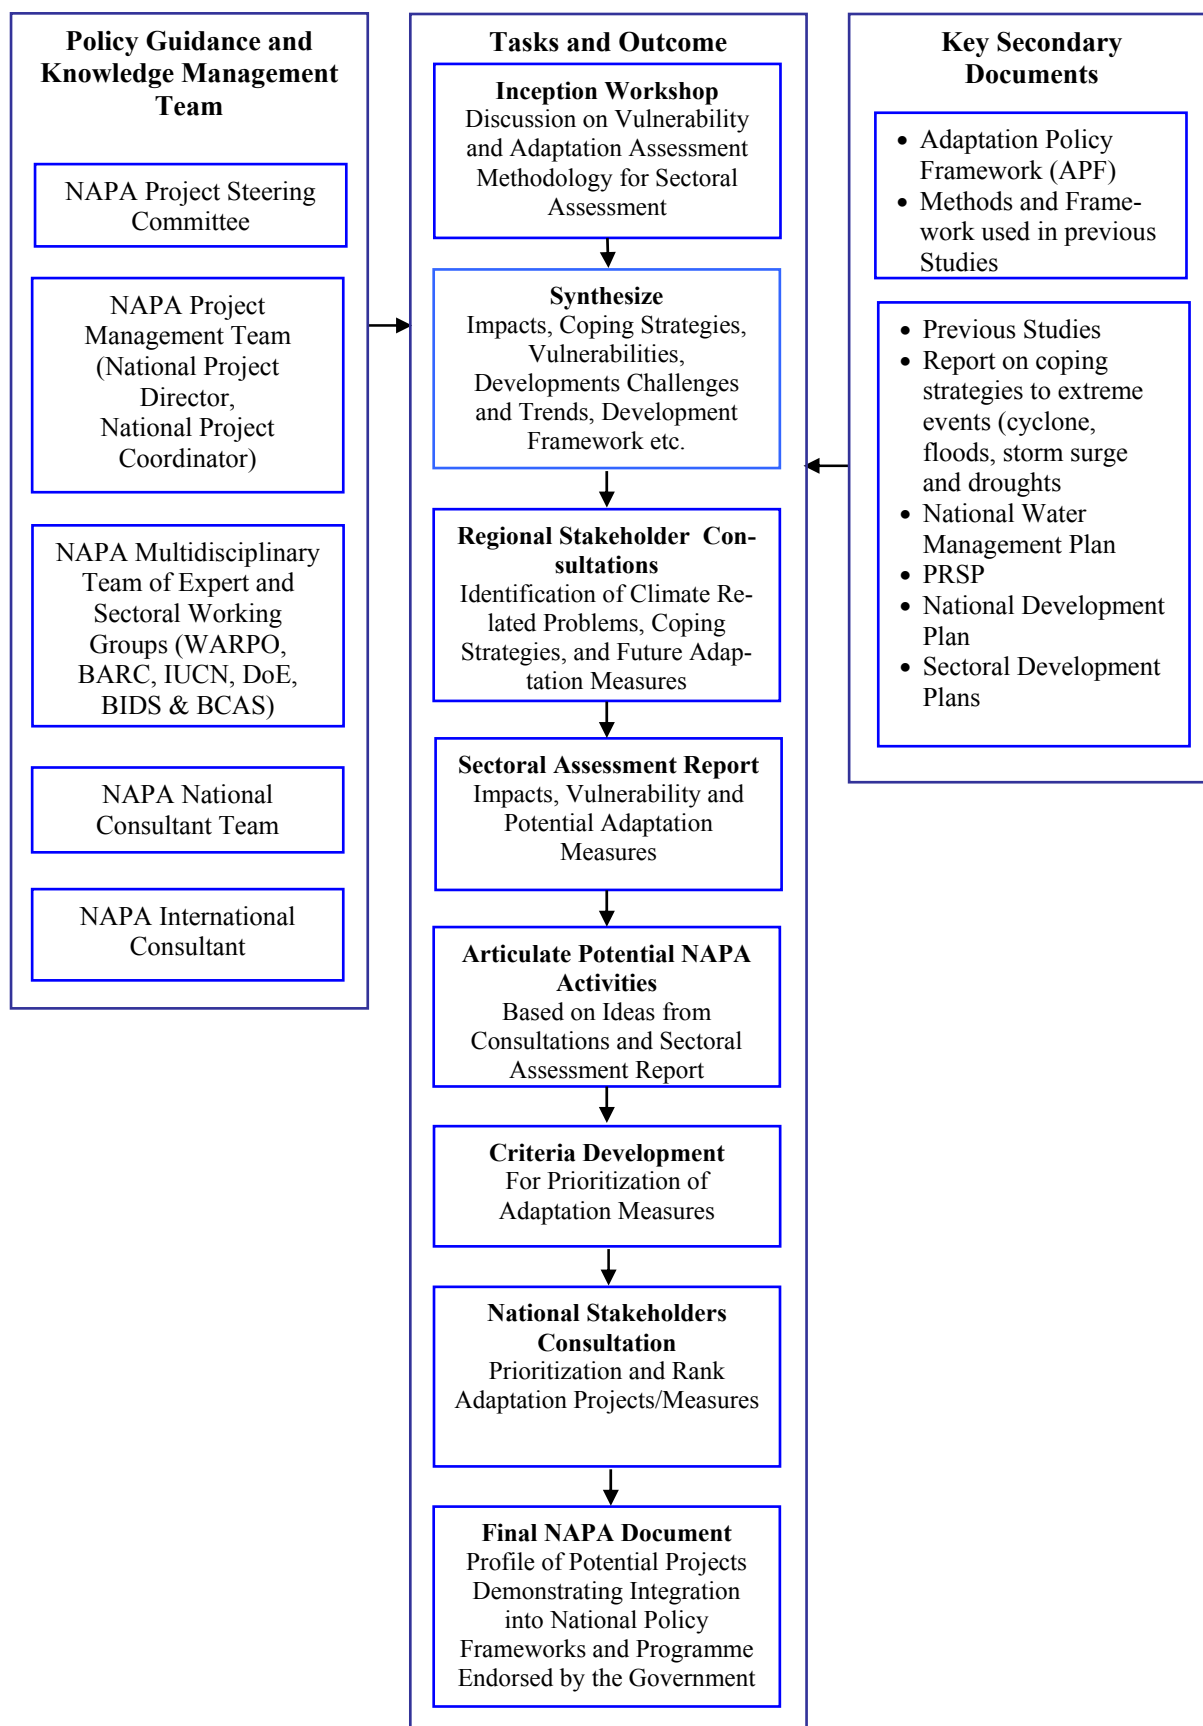 Policy Guidance and
Knowledge Management
Team
NAPA Project Steering
Committee
NAPA Project
Management Team
(National Project
Director,
National Project
Coordinator)
NAPA Multidisciplinary
Team of Expert and
Sectoral Working
Groups (WARPO,
BARC, IUCN, DoE,
BIDS & BCAS)
NAPA National
Consultant Team
NAPA International
Consultant
Tasks and Outcome
Inception Workshop
Discussion on Vulnerability
and Adaptation Assessment
Methodology for Sectoral
Assessment
Synthesize
Impacts, Coping Strategies,
Vulnerabilities,
Developments Challenges
and Trends, Development
Framework etc.
Regional Stakeholder Con-
sultations
Identification of Climate Re-
lated Problems, Coping
Strategies, and Future Adap-
tation Measures
Sectoral Assessment Report
Impacts, Vulnerability and
Potential Adaptation
Measures
Articulate Potential NAPA
Activities
Based on Ideas from
Consultations and Sectoral
Assessment Report
Criteria Development
For Prioritization of
Adaptation Measures
National Stakeholders
Consultation
Prioritization and Rank
Adaptation Projects/Measures
Final NAPA Document
Profile of Potential Projects
Demonstrating Integration
into National Policy
Frameworks and Programme
Endorsed by the Government
Key Secondary
Documents
• Adaptation Policy
Framework (APF)
• Methods and Frame-
work used in previous
Studies
• Previous Studies
• Report on coping
strategies to extreme
events (cyclone,
floods, storm surge
and droughts
• National Water
Management Plan
• PRSP
• National Development
Plan
• Sectoral Development
Plans